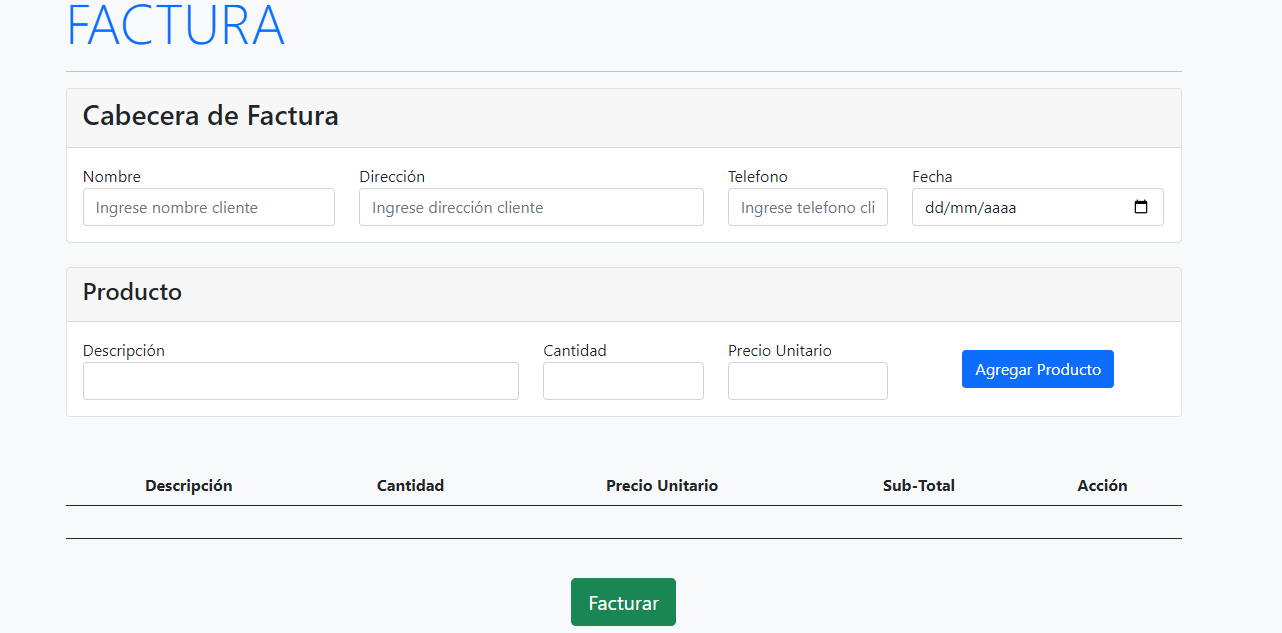 FACTURA
Cabecera de Factura
Nombre Dirección Telefono Fecha
Ingrese nombre cliente Ingrese dirección cliente Ingrese telefono cli dd/mm/aaaa
Producto
Descripción Cantidad Precio Unitario
Agregar Producto
Descripción Cantidad Precio Unitario Sub-Total Acción
Facturar